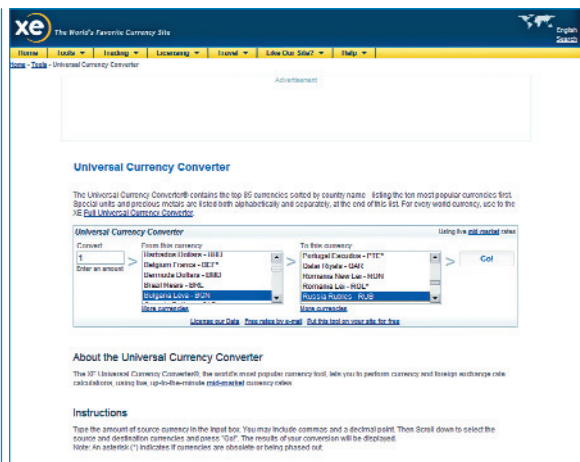 xe The World's Favorite Currency Site
English
Search
Home Tools Trading Licensing Travel Like Our Site? Help
Home - Tools - Universal Currency Converter
Advertisement
Universal Currency Converter
The Universal Currency Converter® contains the top 85 currencies sorted by country name - listing the ten most popular currencies first.
Special units and precious metals are listed both alphabetically and separately, at the end of this list. For every world currency, use to the
XE Full Universal Currency Converter.
Universal Currency Converter Using live mid-market rates
Convert From this currency To this currency
1 > > Go!
Enter an amount
Barbados Dollars - BBD
Belgium Francs - BEF*
Bermuda Dollars - BMD
Brazil Reais - BRL
Bulgaria Leva - BGN
More currencies
Portugal Escudos - PTE*
Qatar Riyals - QAR
Romania New Lei - RON
Romania Lei - ROL*
Russia Rubles - RUB
More currencies
License our Data Free rates by e-mail Put this tool on your site for free
About the Universal Currency Converter
The XE Universal Currency Converter®, the world's most popular currency tool, lets you to perform currency and foreign exchange rate
calculations, using live, up-to-the-minute mid-market currency rates
Instructions
Type the amount of source currency in the input box. You may include commas and a decimal point. Then Scroll down to select the
source and destination currencies and press "Go!". The results of your conversion will be displayed.
Note: An asterisk (*) indicates if currencies are obsolete or being phased out.